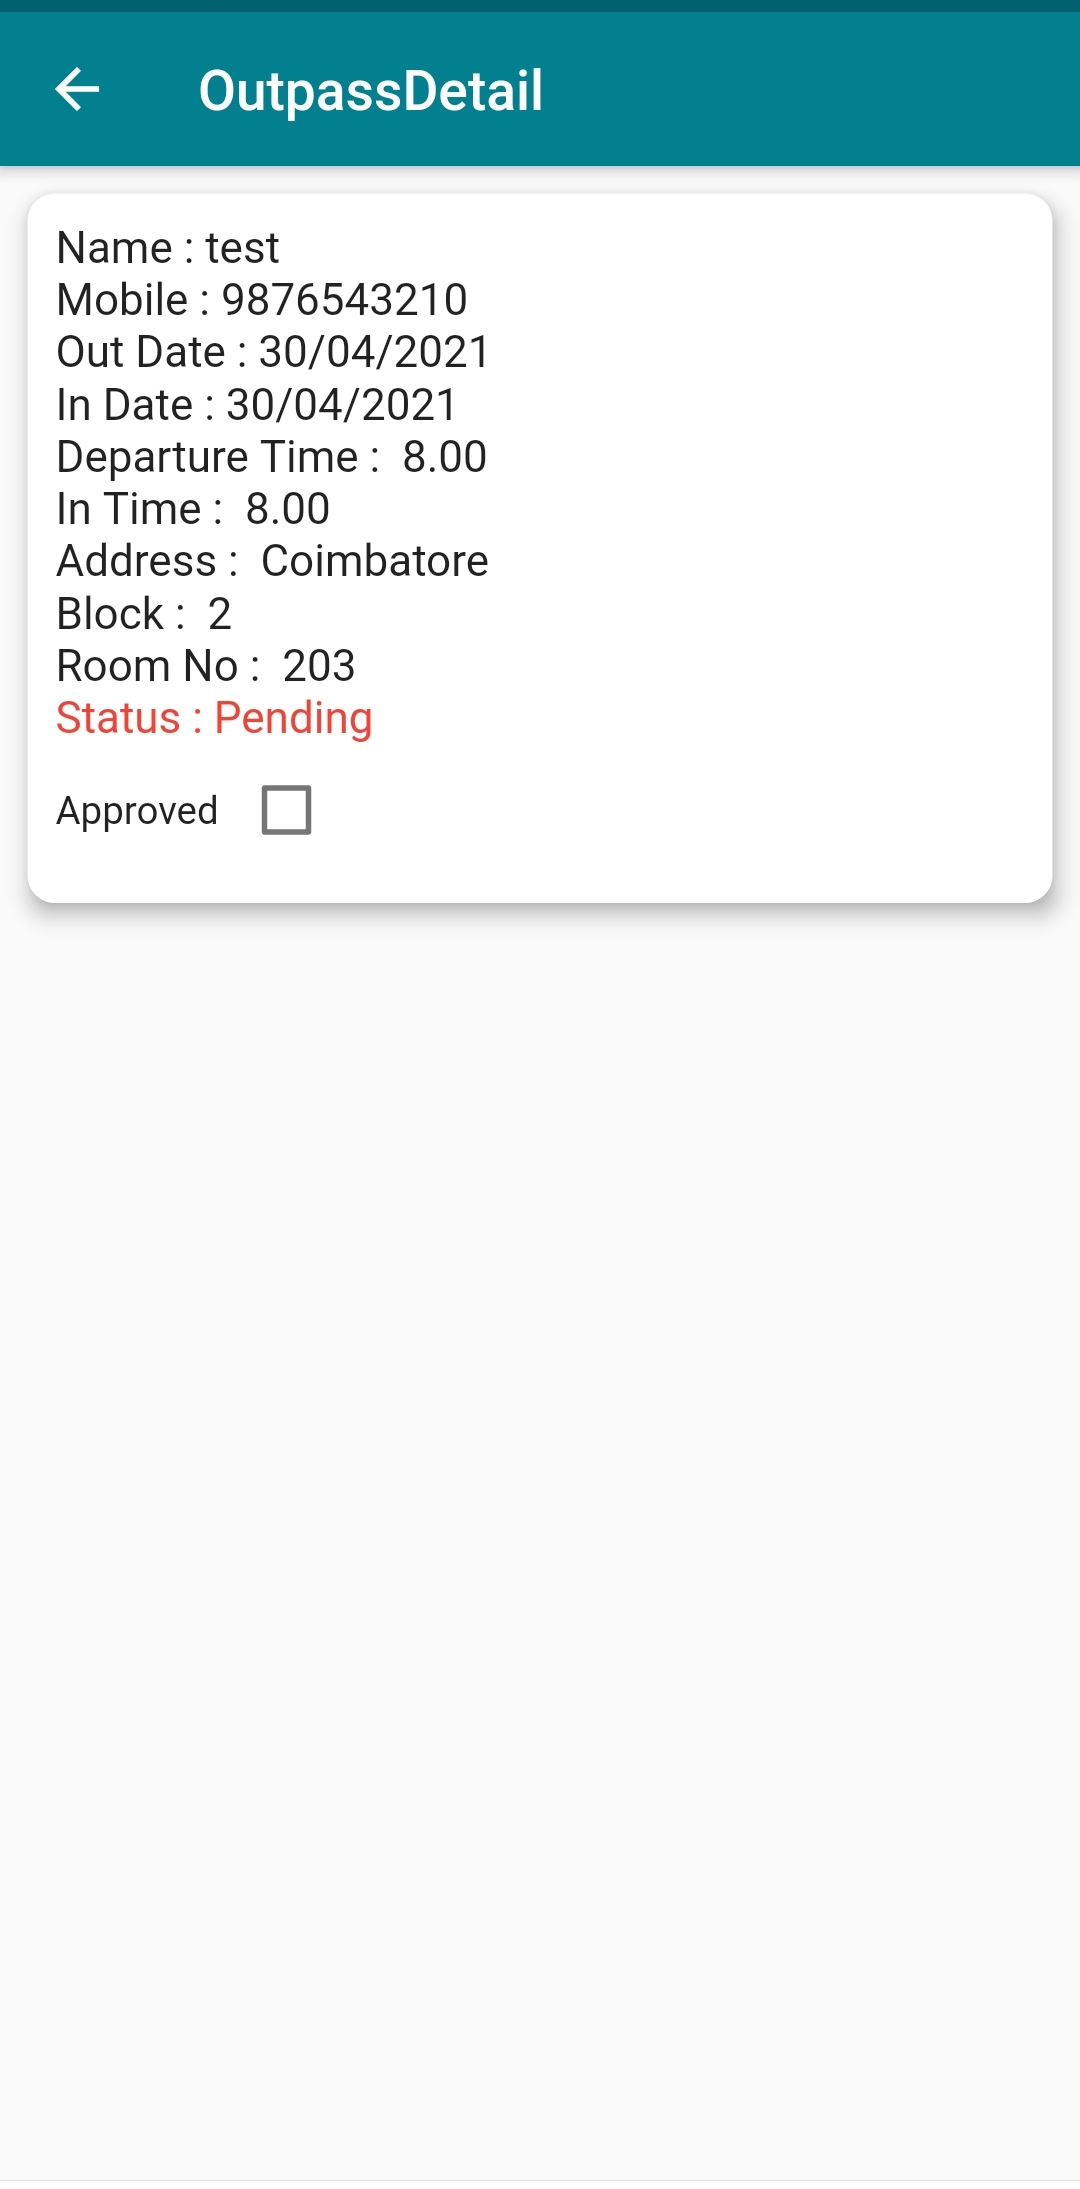 OutpassDetail
Name : test
Mobile : 9876543210
Out Date : 30/04/2021
In Date : 30/04/2021
Departure Time :  8.00
In Time :  8.00
Address :  Coimbatore
Block :  2
Room No :  203
Status : Pending
Approved